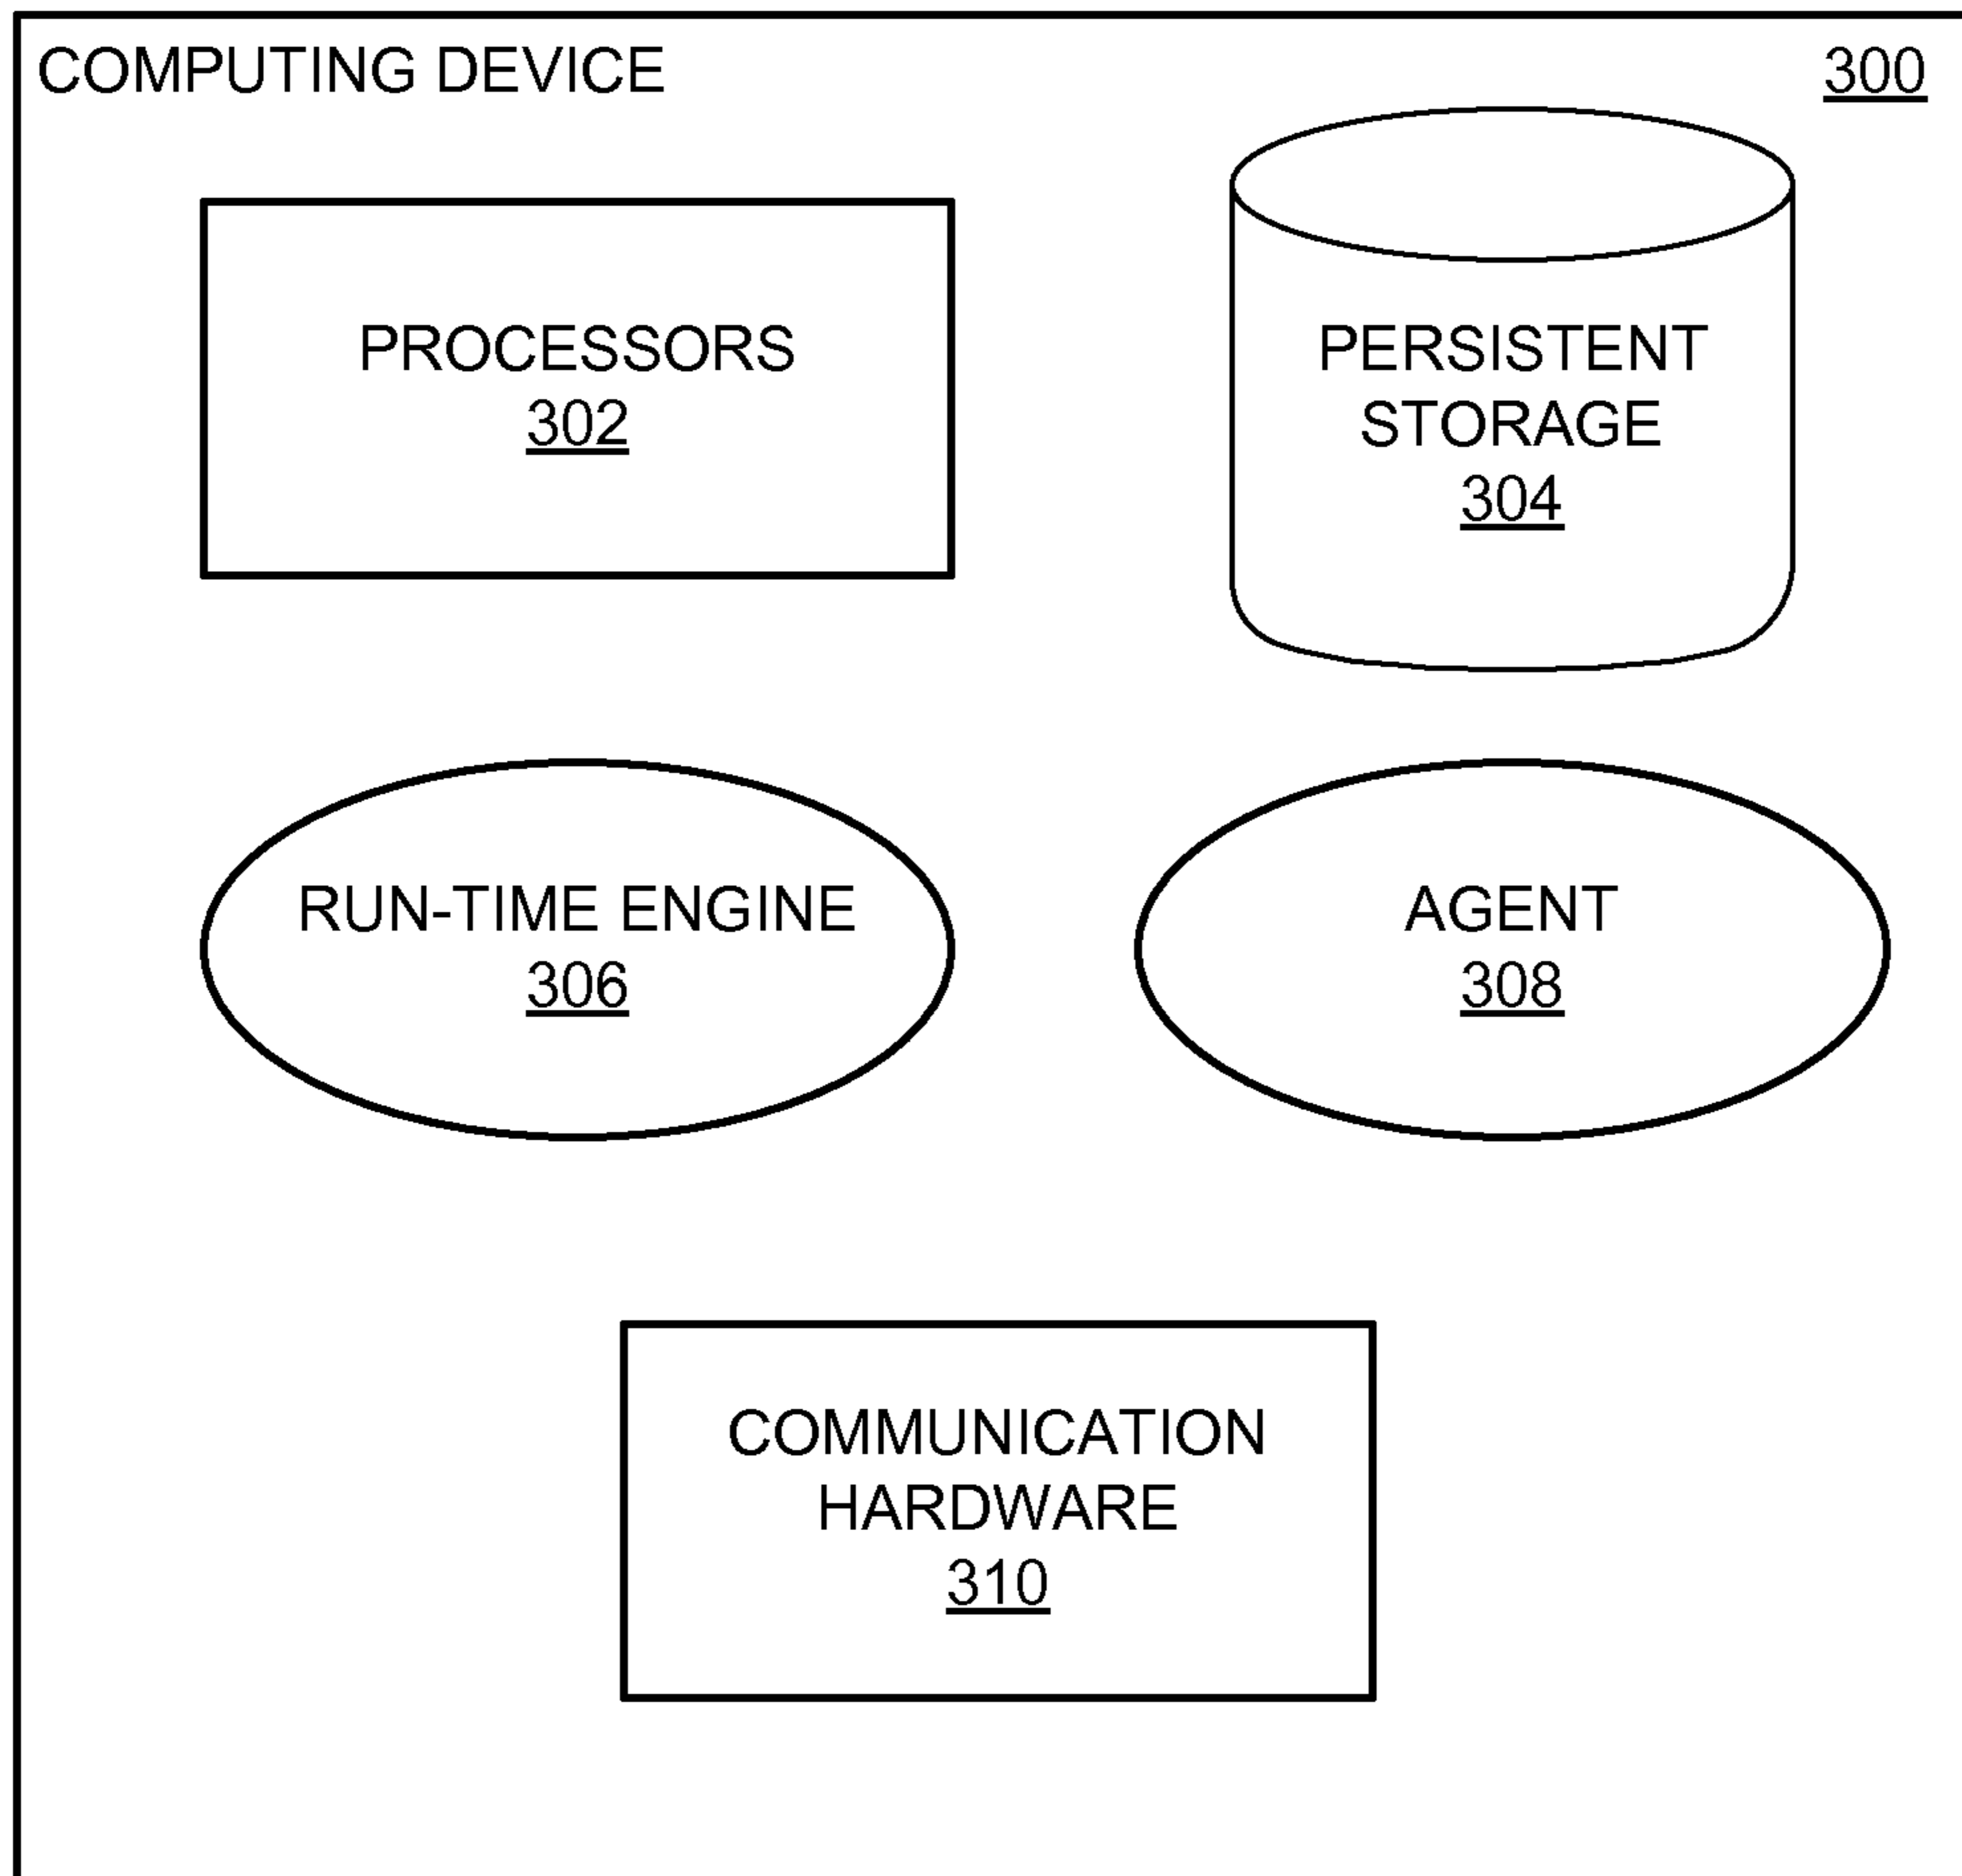 COMPUTING DEVICE
300
PROCESSORS
302
PERSISTENT
STORAGE
304
RUN-TIME ENGINE
306
AGENT
308
COMMUNICATION
HARDWARE
310